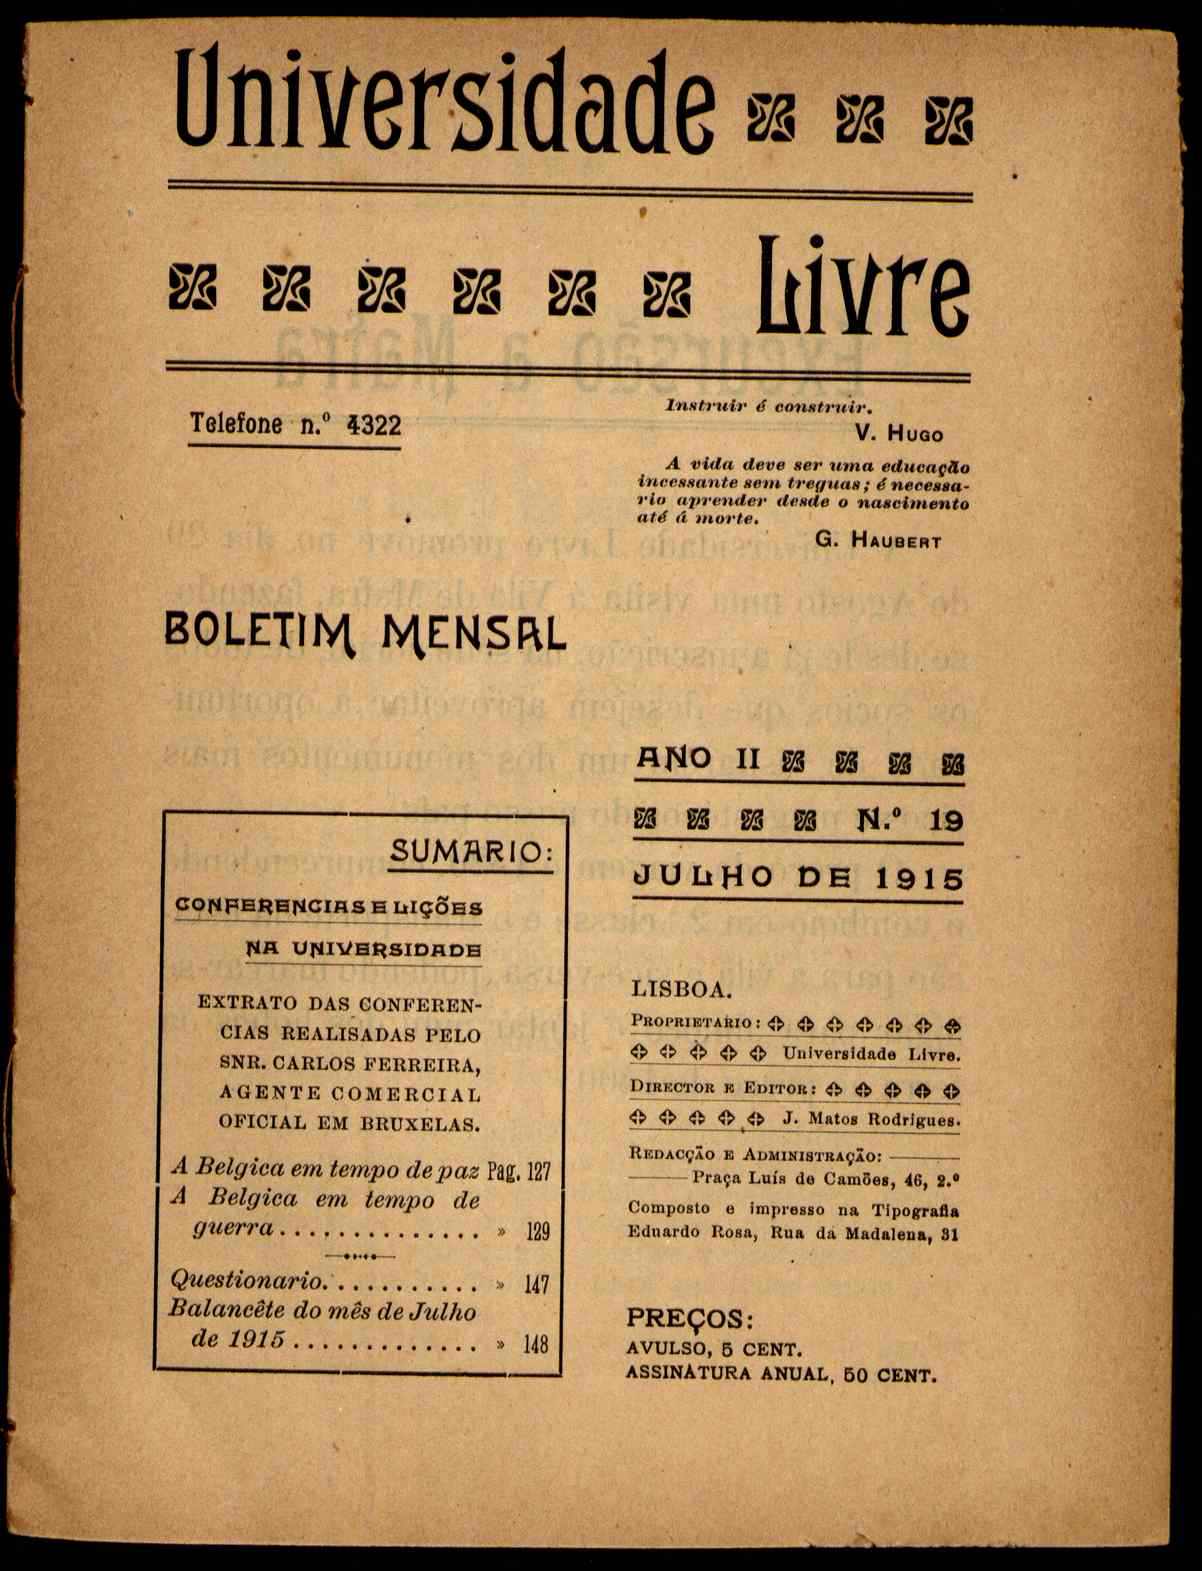 Universidade
Livre
Telefone n.º 4322
Instruir é construir.
V. Hugo
A vida deve ser uma educação
incessante sem treguas; é necessa-
rio aprender desde o nascimento
até á morte.
G. Haubert
BOLETIM MENSAL
ANO II
N.º 19
JULHO DE 1915
SUMARIO:
CONFERENCIAS E LIÇÕES
NA UNIVERSIDADE
EXTRATO DAS CONFEREN-
CIAS REALISADAS PELO
SNR. CARLOS FERREIRA,
AGENTE COMERCIAL
OFICIAL EM BRUXELAS.
A Belgica em tempo de paz Pag. 127
A Belgica em tempo de
guerra.............. » 129
Questionario........... » 147
Balancête do mês de Julho
de 1915............. » 148
LISBOA.
Proprietario:
Universidade Livre.
Director e Editor:
J. Matos Rodrigues.
Redacção e Administração:
Praça Luís de Camões, 46, 2.º
Composto e impresso na Tipografia
Eduardo Rosa, Rua da Madalena, 31
PREÇOS:
AVULSO, 5 CENT.
ASSINATURA ANUAL, 50 CENT.